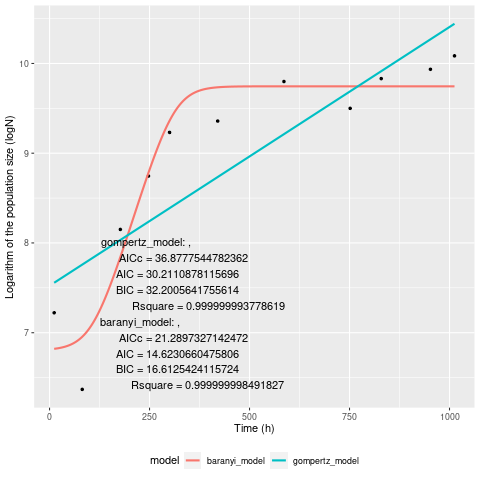 10
9
8
7
Logarithm of the population size (logN)
gompertz_model: ,
AICc = 36.8777544782362
AIC = 30.2110878115696
BIC = 32.2005641755614
Rsquare = 0.999999993778619
baranyi_model: ,
AICc = 21.2897327142472
AIC = 14.6230660475806
BIC = 16.6125424115724
Rsquare = 0.999999998491827
0 250 500 750 1000
Time (h)
model baranyi_model gompertz_model